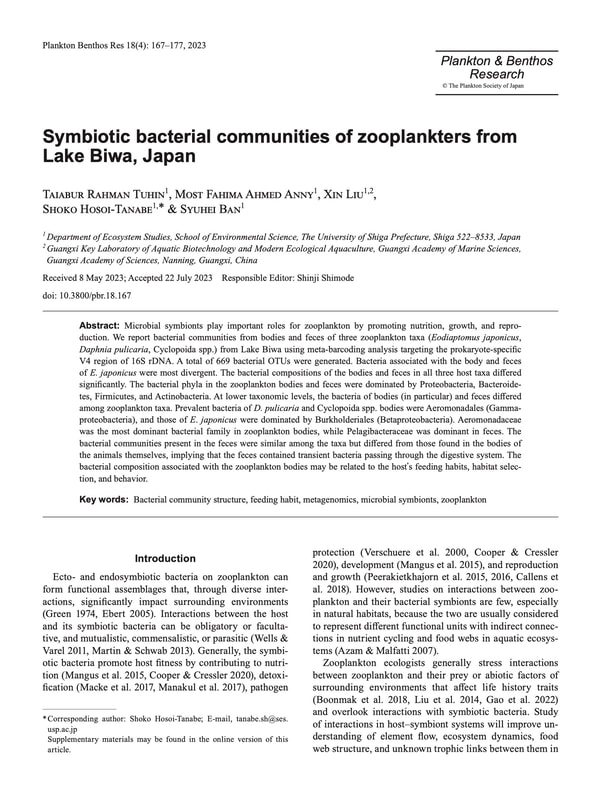 Plankton Benthos Res 18(4): 167–177, 2023
Plankton & Benthos
Research
© The Plankton Society of Japan
Symbiotic bacterial communities of zooplankters from
Lake Biwa, Japan
Taiabur Rahman Tuhin1, Most Fahima Ahmed Anny1, Xin Liu1,2,
Shoko Hosoi-Tanabe1,* & Syuhei Ban1
1 Department of Ecosystem Studies, School of Environmental Science, The University of Shiga Prefecture, Shiga 522–8533, Japan
2 Guangxi Key Laboratory of Aquatic Biotechnology and Modern Ecological Aquaculture, Guangxi Academy of Marine Sciences,
Guangxi Academy of Sciences, Nanning, Guangxi, China
Received 8 May 2023; Accepted 22 July 2023 Responsible Editor: Shinji Shimode
doi: 10.3800/pbr.18.167
Abstract: Microbial symbionts play important roles for zooplankton by promoting nutrition, growth, and repro-
duction. We report bacterial communities from bodies and feces of three zooplankton taxa (Eodiaptomus japonicus,
Daphnia pulicaria, Cyclopoida spp.) from Lake Biwa using meta-barcoding analysis targeting the prokaryote-specific
V4 region of 16S rDNA. A total of 669 bacterial OTUs were generated. Bacteria associated with the body and feces
of E. japonicus were most divergent. The bacterial compositions of the bodies and feces in all three host taxa differed
significantly. The bacterial phyla in the zooplankton bodies and feces were dominated by Proteobacteria, Bacteroide-
tes, Firmicutes, and Actinobacteria. At lower taxonomic levels, the bacteria of bodies (in particular) and feces differed
among zooplankton taxa. Prevalent bacteria of D. pulicaria and Cyclopoida spp. bodies were Aeromonadales (Gamma-
proteobacteria), and those of E. japonicus were dominated by Burkholderiales (Betaproteobacteria). Aeromonadaceae
was the most dominant bacterial family in zooplankton bodies, while Pelagibacteraceae was dominant in feces. The
bacterial communities present in the feces were similar among the taxa but differed from those found in the bodies of
the animals themselves, implying that the feces contained transient bacteria passing through the digestive system. The
bacterial composition associated with the zooplankton bodies may be related to the host's feeding habits, habitat selec-
tion, and behavior.
Key words: Bacterial community structure, feeding habit, metagenomics, microbial symbionts, zooplankton
Introduction
Ecto- and endosymbiotic bacteria on zooplankton can
form functional assemblages that, through diverse inter-
actions, significantly impact surrounding environments
(Green 1974, Ebert 2005). Interactions between the host
and its symbiotic bacteria can be obligatory or faculta-
tive, and mutualistic, commensalistic, or parasitic (Wells &
Varel 2011, Martin & Schwab 2013). Generally, the symbi-
otic bacteria promote host fitness by contributing to nutri-
tion (Mangus et al. 2015, Cooper & Cressler 2020), detoxi-
fication (Macke et al. 2017, Manakul et al. 2017), pathogen
*Corresponding author: Shoko Hosoi-Tanabe; E-mail, tanabe.sh@ses.
usp.ac.jp
Supplementary materials may be found in the online version of this
article.
protection (Verschuere et al. 2000, Cooper & Cressler
2020), development (Mangus et al. 2015), and reproduction
and growth (Peerakietkhajorn et al. 2015, 2016, Callens et
al. 2018). However, studies on interactions between zoo-
plankton and their bacterial symbionts are few, especially
in natural habitats, because the two are usually considered
to represent different functional units with indirect connec-
tions in nutrient cycling and food webs in aquatic ecosys-
tems (Azam & Malfatti 2007).
Zooplankton ecologists generally stress interactions
between zooplankton and their prey or abiotic factors of
surrounding environments that affect life history traits
(Boonmak et al. 2018, Liu et al. 2014, Gao et al. 2022)
and overlook interactions with symbiotic bacteria. Study
of interactions in host–symbiont systems will improve un-
derstanding of element flow, ecosystem dynamics, food
web structure, and unknown trophic links between them in